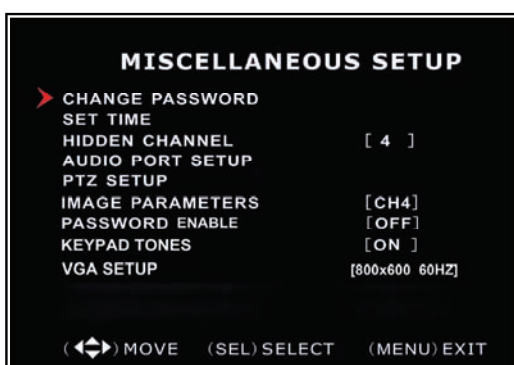 MISCELLANEOUS SETUP
CHANGE PASSWORD
SET TIME
HIDDEN CHANNEL [ 4 ]
AUDIO PORT SETUP
PTZ SETUP
IMAGE PARAMETERS [CH4]
PASSWORD ENABLE [OFF]
KEYPAD TONES [ON ]
VGA SETUP [800x600 60HZ]
( ) MOVE (SEL) SELECT (MENU) EXIT